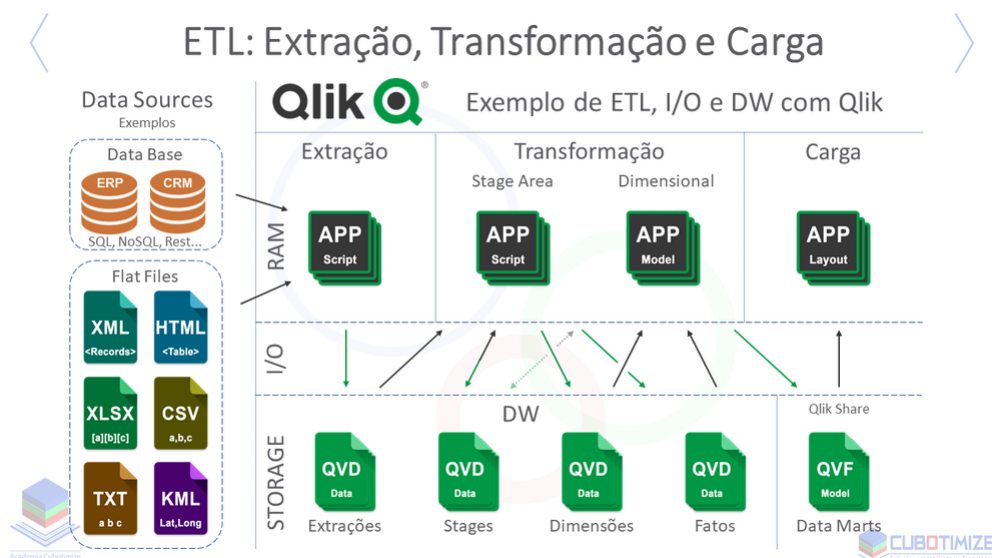 ETL: Extração, Transformação e Carga
Data Sources
Exemplos
Data Base
ERP
CRM
SQL, NoSQL, Rest...
Flat Files
XML
<Records>
HTML
<Table>
XLSX
[a][b][c]
CSV
a,b,c
TXT
a b c
KML
Lat,Long
Qlik
®
Exemplo de ETL, I/O e DW com Qlik
Extração
Transformação
Carga
Stage Area
Dimensional
RAM
APP
Script
APP
Script
APP
Model
APP
Layout
I/O
STORAGE
DW
Qlik Share
QVD
Data
Extrações
QVD
Data
Stages
QVD
Data
Dimensões
QVD
Data
Fatos
QVF
Model
Data Marts
Academia Cubotimize
CUBOTIMIZE